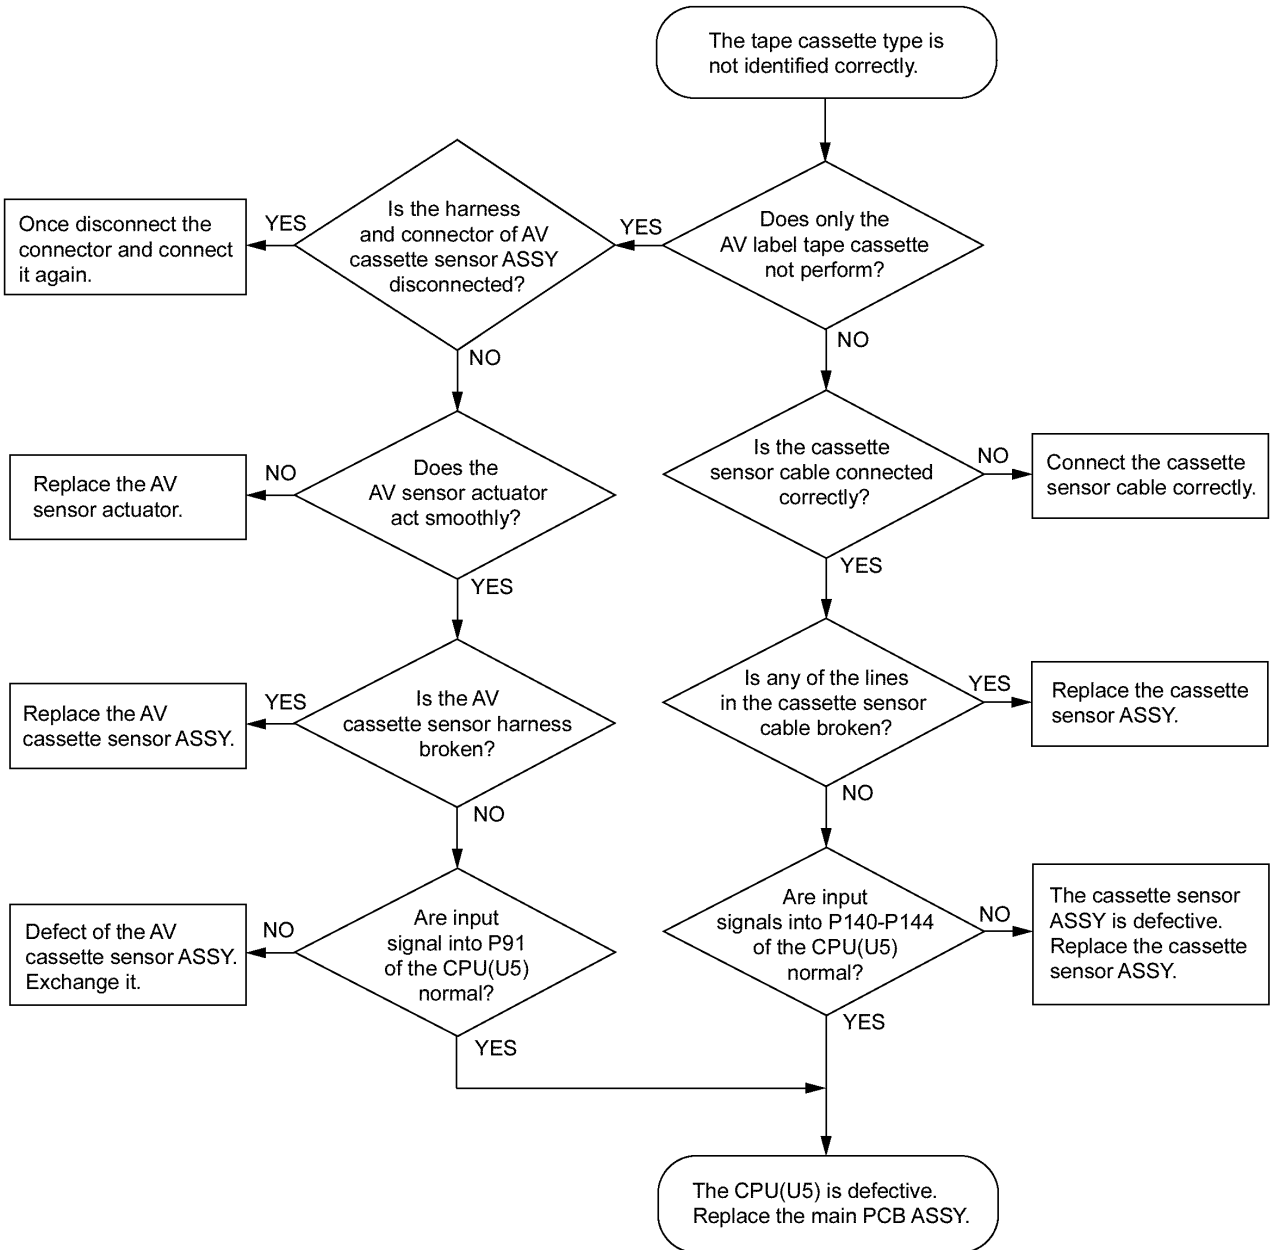 The tape cassette type is
not identified correctly.
Does only the
AV label tape cassette
not perform?
YES
NO
Is the harness
and connector of AV
cassette sensor ASSY
disconnected?
YES
NO
Once disconnect the
connector and connect
it again.
Does the
AV sensor actuator
act smoothly?
NO
YES
Replace the AV
sensor actuator.
Is the AV
cassette sensor harness
broken?
YES
NO
Replace the AV
cassette sensor ASSY.
Are input
signal into P91
of the CPU(U5)
normal?
NO
YES
Defect of the AV
cassette sensor ASSY.
Exchange it.
Is the cassette
sensor cable connected
correctly?
NO
YES
Connect the cassette
sensor cable correctly.
Is any of the lines
in the cassette sensor
cable broken?
YES
NO
Replace the cassette
sensor ASSY.
Are input
signals into P140-P144
of the CPU(U5)
normal?
NO
YES
The cassette sensor
ASSY is defective.
Replace the cassette
sensor ASSY.
The CPU(U5) is defective.
Replace the main PCB ASSY.